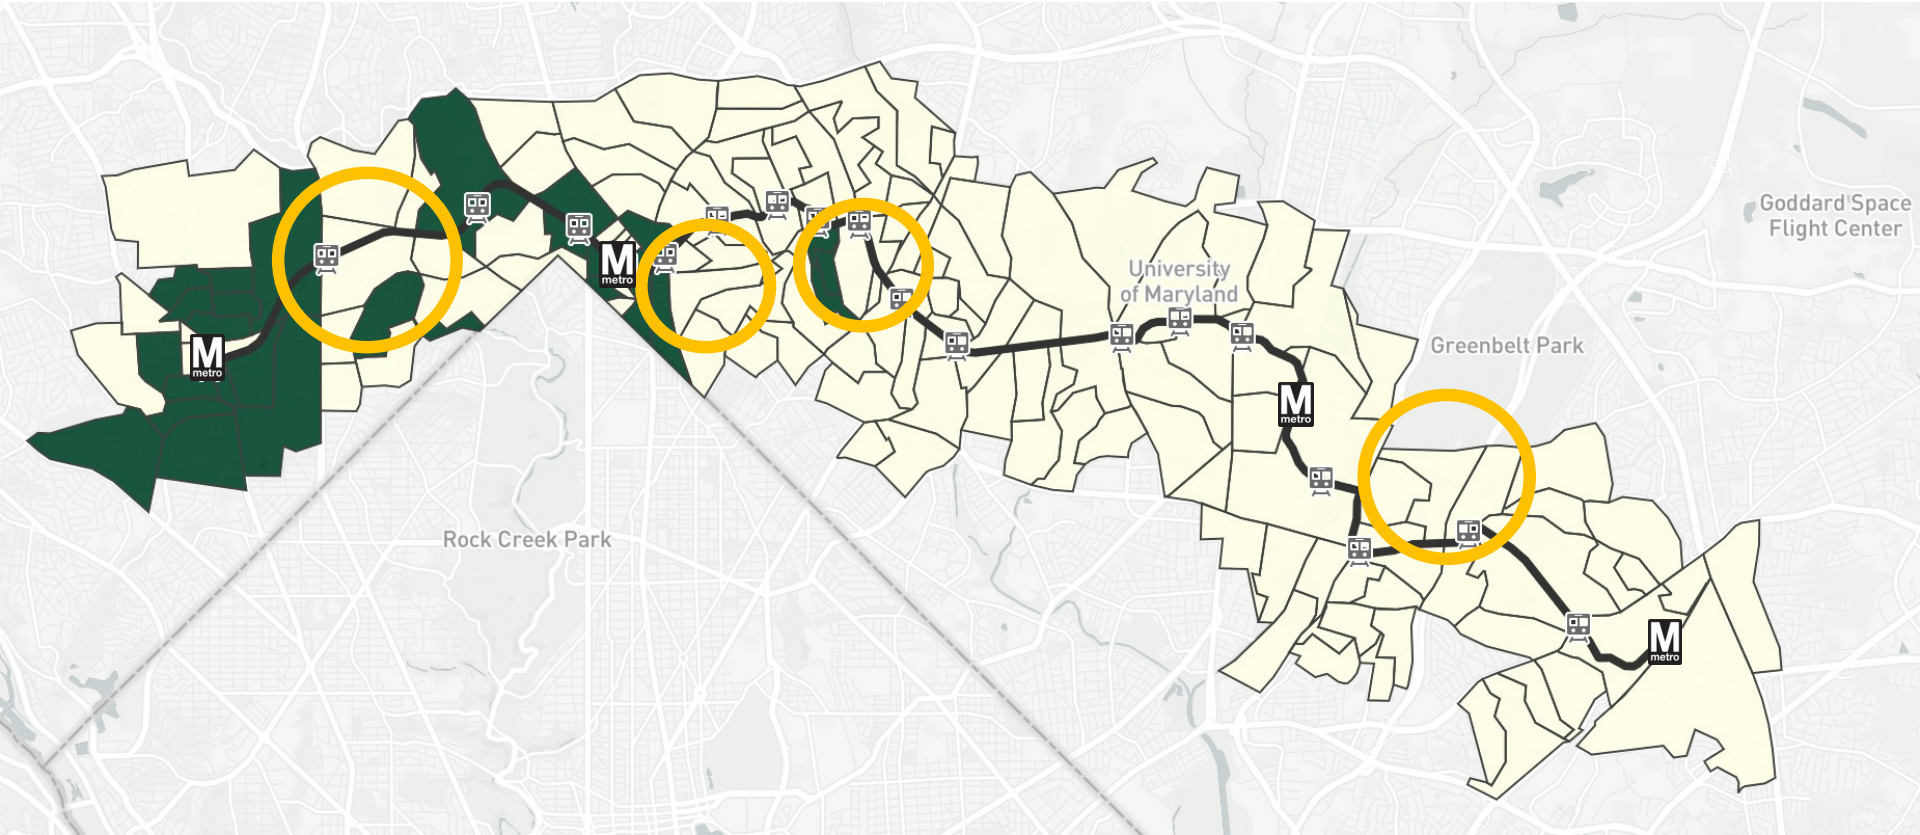 Goddard Space
Flight Center
University
of Maryland
M
metro
Greenbelt Park
M
metro
M
metro
Rock Creek Park
M
metro